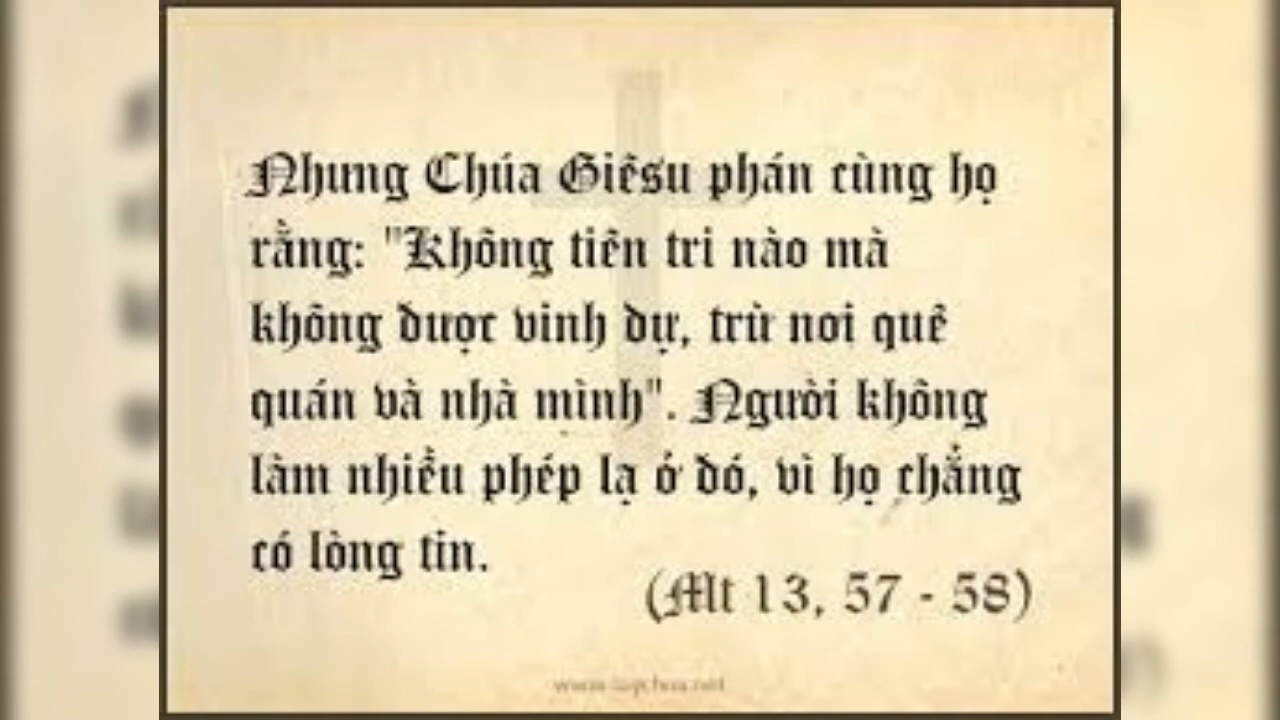 Nhưng Chúa Giêsu phán cùng họ
rằng: "Không tiên tri nào mà
không được vinh dự, trừ nơi quê
quán và nhà mình". Người không
làm nhiều phép lạ ở đó, vì họ chẳng
có lòng tin.
(Mt 13, 57 - 58)